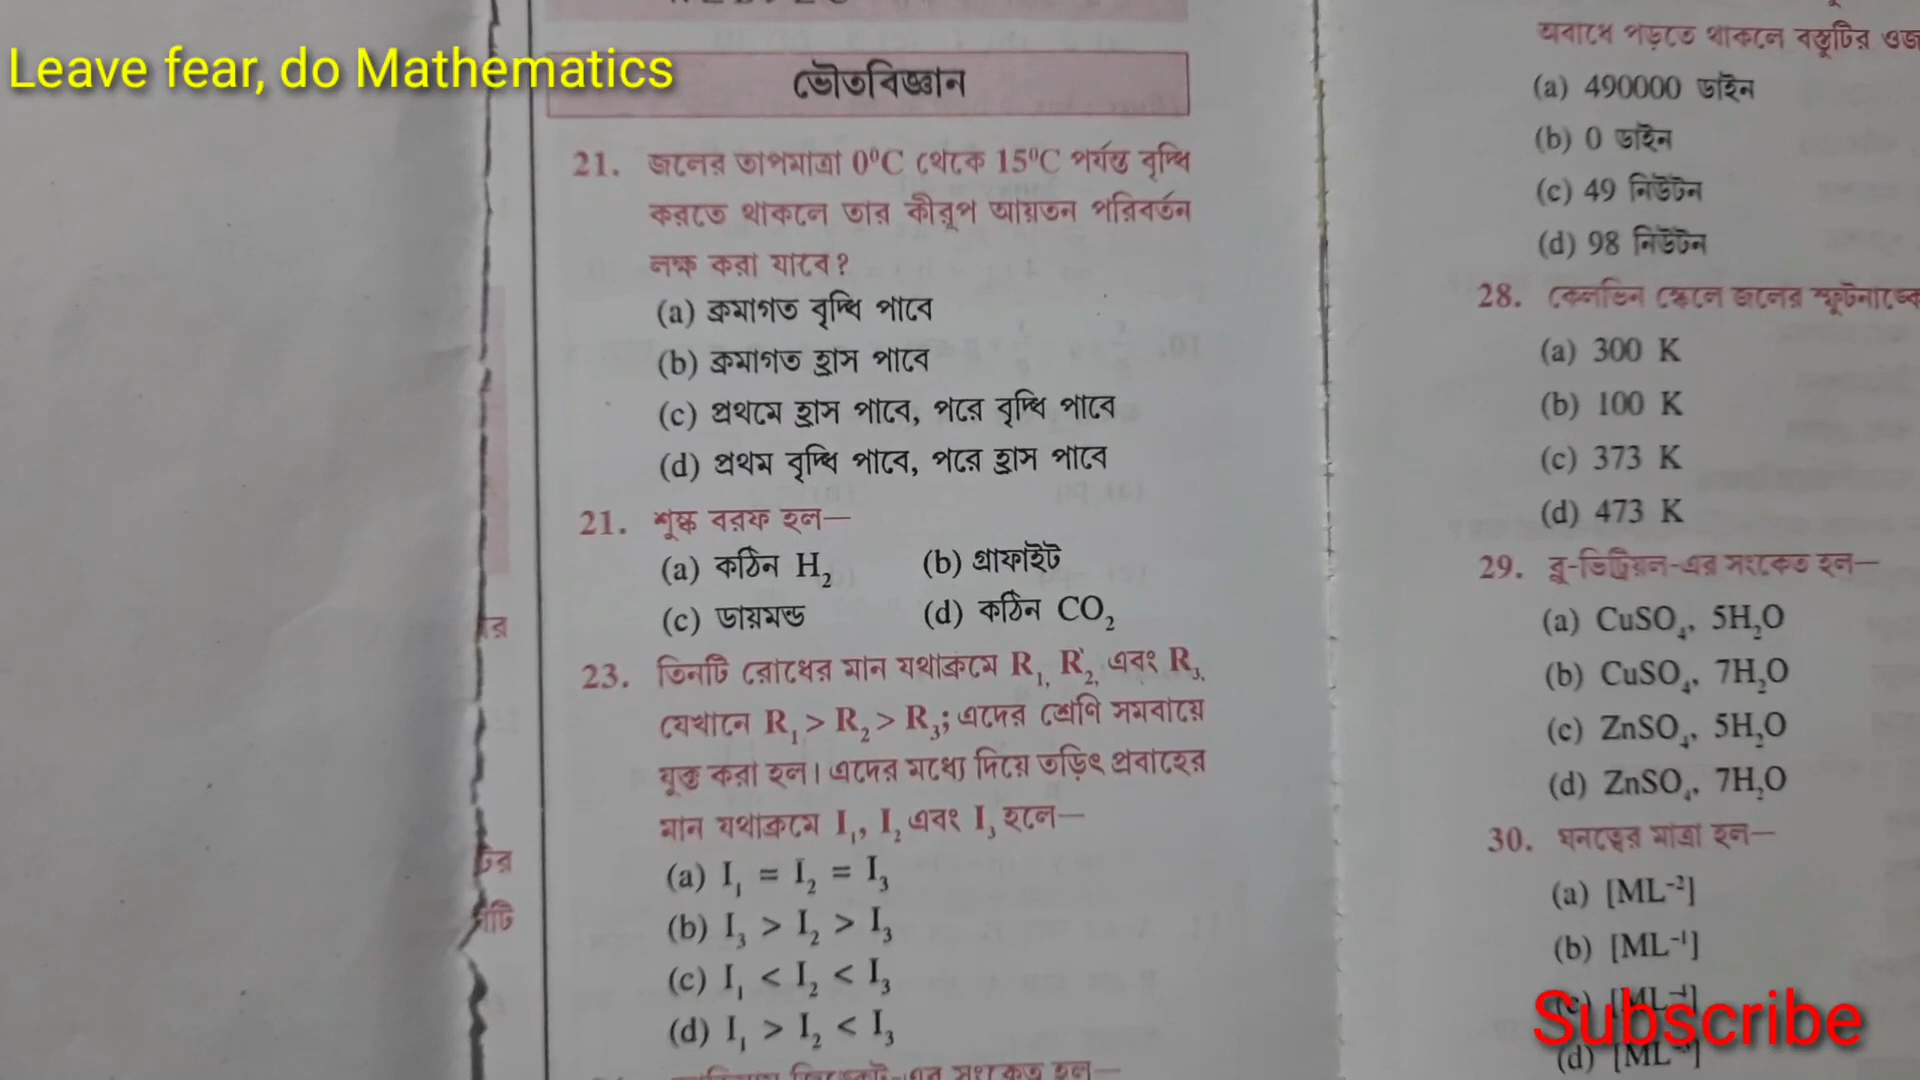 Leave fear, do Mathematics
ভৌতবিজ্ঞান
21. জলের তাপমাত্রা 0⁰C থেকে 15⁰C পর্যন্ত বৃদ্ধি
করতে থাকলে তার কীরূপ আয়তন পরিবর্তন
লক্ষ করা যাবে?
(a) ক্রমাগত বৃদ্ধি পাবে
(b) ক্রমাগত হ্রাস পাবে
(c) প্রথমে হ্রাস পাবে, পরে বৃদ্ধি পাবে
(d) প্রথম বৃদ্ধি পাবে, পরে হ্রাস পাবে
21. শুষ্ক বরফ হল—
(a) কঠিন H₂ (b) গ্রাফাইট
(c) ডায়মন্ড (d) কঠিন CO₂
23. তিনটি রোধের মান যথাক্রমে R₁, R₂, এবং R₃,
যেখানে R₁ > R₂ > R₃; এদের শ্রেণি সমবায়ে
যুক্ত করা হল। এদের মধ্যে দিয়ে তড়িৎ প্রবাহের
মান যথাক্রমে I₁, I₂ এবং I₃ হলে—
(a) I₁ = I₂ = I₃
(b) I₃ > I₂ > I₃
(c) I₁ < I₂ < I₃
(d) I₁ > I₂ < I₃
অবাধে পড়তে থাকলে বস্তুটির
(a) 490000 ডাইন
(b) 0 ডাইন
(c) 49 নিউটন
(d) 98 নিউটন
28. কেলভিন স্কেলে জলের
(a) 300 K
(b) 100 K
(c) 373 K
(d) 473 K
29. ব্লু-ভিট্রিয়ল-এর সংকেত হল—
(a) CuSO₄, 5H₂O
(b) CuSO₄, 7H₂O
(c) ZnSO₄, 5H₂O
(d) ZnSO₄, 7H₂O
30. ঘনত্বের মাত্রা হল—
(a) [ML⁻²]
(b) [ML⁻¹]
Subscribe